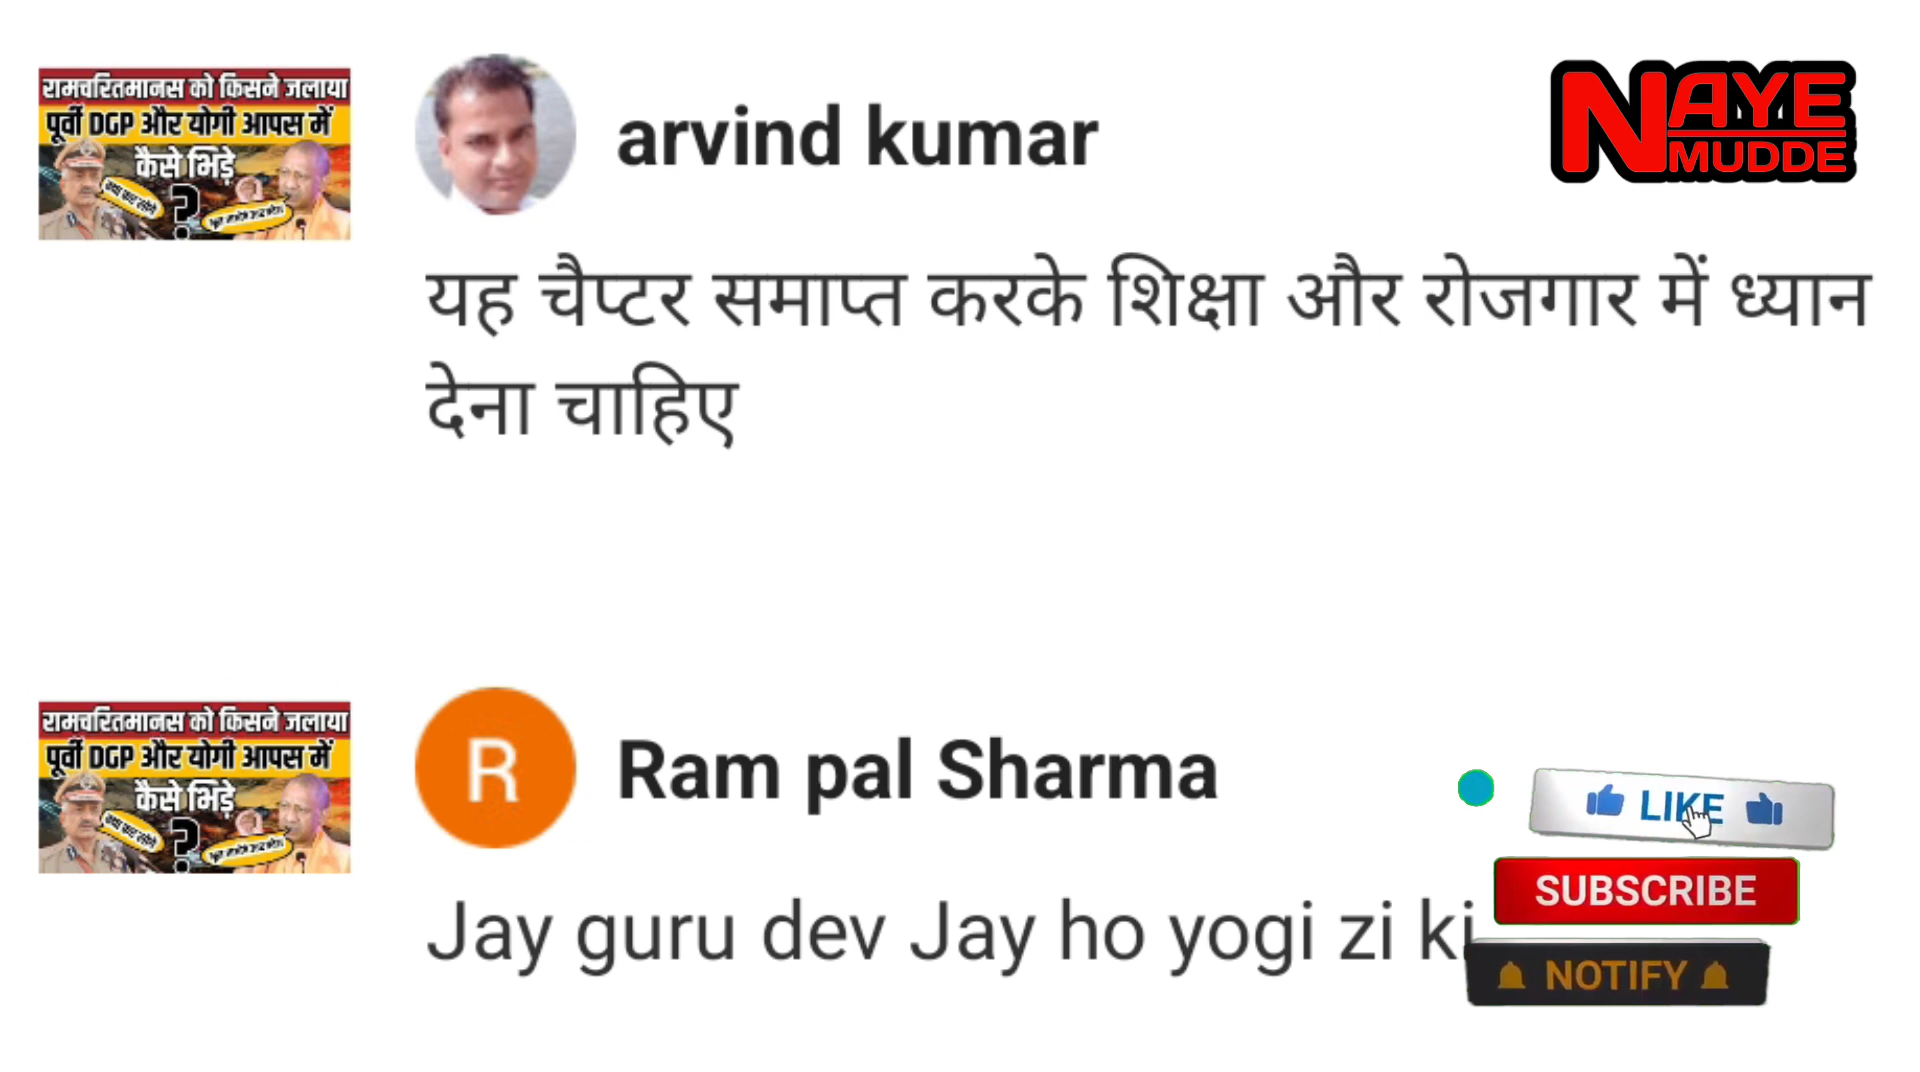 रामचरितमानस को किसने जलाया
पूर्वी DGP और योगी आपस में
कैसे भिड़े
?
arvind kumar
NAYE
MUDDE
यह चैप्टर समाप्त करके शिक्षा और रोजगार में ध्यान
देना चाहिए
रामचरितमानस को किसने जलाया
पूर्वी DGP और योगी आपस में
कैसे भिड़े
?
R
Ram pal Sharma
Jay guru dev Jay ho yogi zi ki
LIKE
SUBSCRIBE
NOTIFY